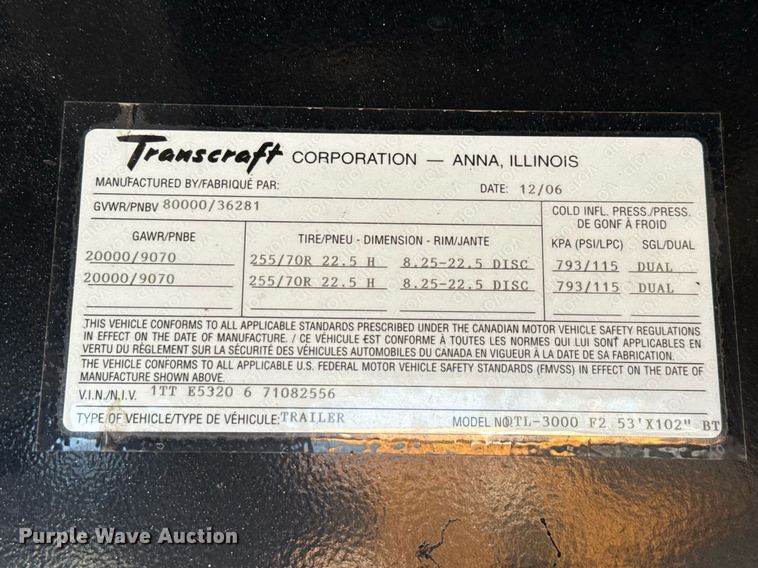 Transcraft CORPORATION — ANNA, ILLINOIS
MANUFACTURED BY/FABRIQUÉ PAR: DATE: 12/06
GVWR/PNBV 80000/36281
COLD INFL. PRESS./PRESS. DE GONF À FROID
GAWR/PNBE TIRE/PNEU - DIMENSION - RIM/JANTE KPA (PSI/LPC) SGL/DUAL
20000/9070 255/70R 22.5 H 8.25-22.5 DISC 793/115 DUAL
20000/9070 255/70R 22.5 H 8.25-22.5 DISC 793/115 DUAL
THIS VEHICLE CONFORMS TO ALL APPLICABLE STANDARDS PRESCRIBED UNDER THE CANADIAN MOTOR VEHICLE SAFETY REGULATIONS
IN EFFECT ON THE DATE OF MANUFACTURE. / CE VÉHICULE EST CONFORME À TOUTES LES NORMES QUI LUI SONT APPLICABLES EN
VERTU DU RÈGLEMENT SUR LA SÉCURITÉ DES VÉHICULES AUTOMOBILES DU CANADA EN VIGUEUR À LA DATE DE SA FABRICATION.
THE VEHICLE CONFORMS TO ALL APPLICABLE U.S. FEDERAL MOTOR VEHICLE SAFETY STANDARDS (FMVSS) IN EFFECT ON THE DATE OF
MANUFACTURE SHOWN ABOVE.
V.I.N./N.I.V. 1TT E5320 6 71082556
TYPE OF VEHICLE/TYPE DE VÉHICULE: TRAILER MODEL NO TL-3000 F2 53'X102" BT
Purple Wave Auction